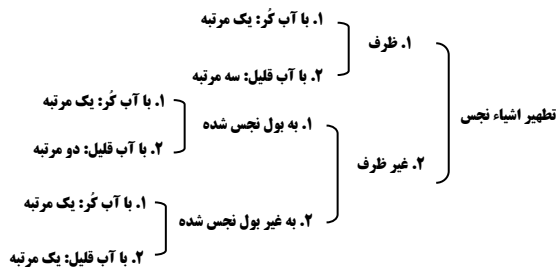 تطهیر اشیاء نجس
۱. ظرف
۱. با آب کُر: یک مرتبه
۲. با آب قلیل: سه مرتبه
۲. غیر ظرف
۱. به بول نجس شده
۱. با آب کُر: یک مرتبه
۲. با آب قلیل: دو مرتبه
۲. به غیر بول نجس شده
۱. با آب کُر: یک مرتبه
۲. با آب قلیل: یک مرتبه